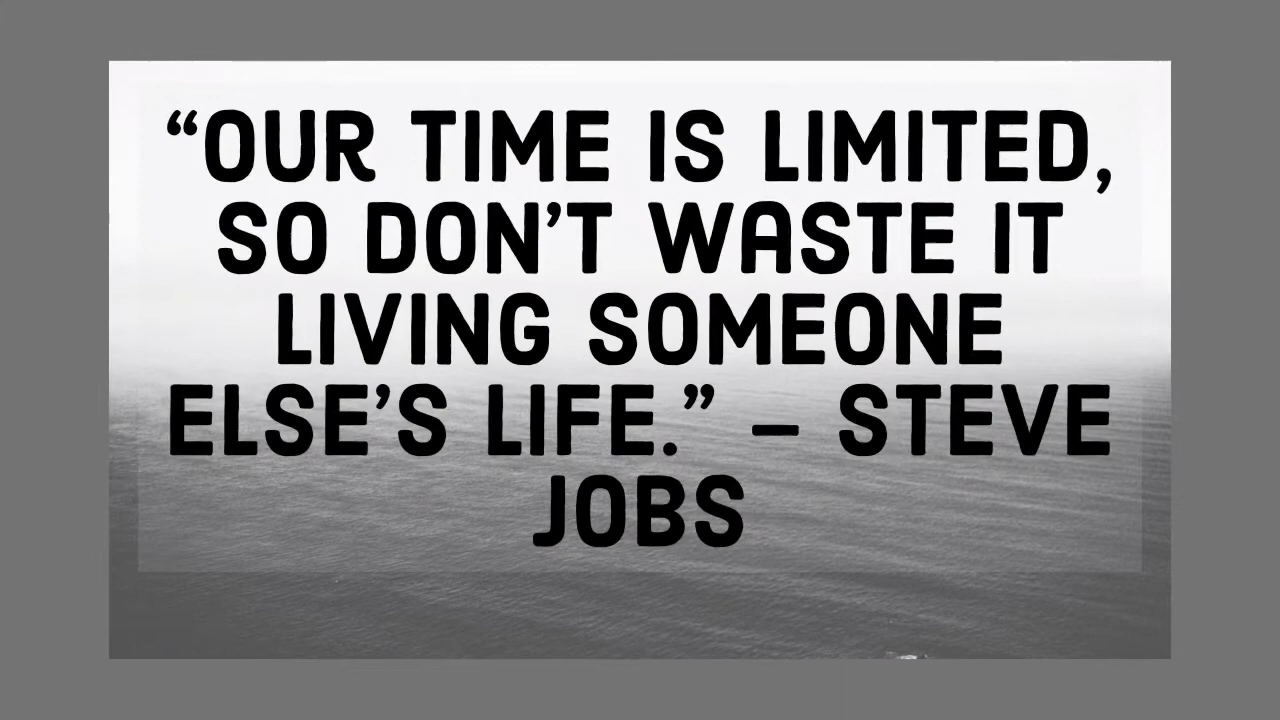 “OUR TIME IS LIMITED,
SO DON’T WASTE IT
LIVING SOMEONE
ELSE’S LIFE.” – STEVE
JOBS